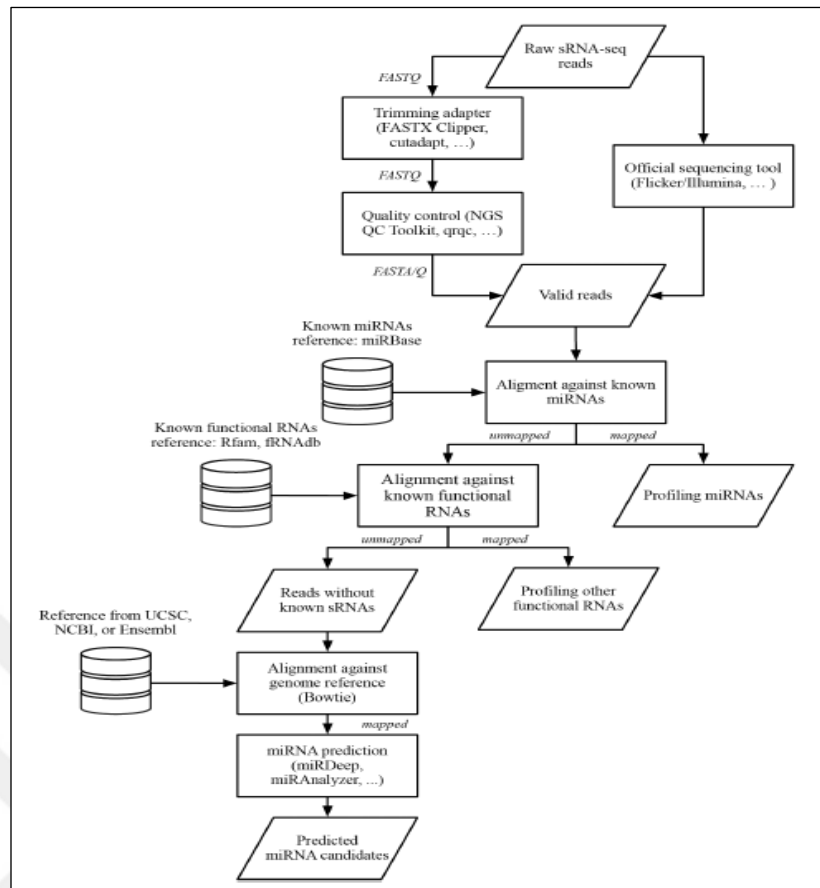 Raw sRNA-seq
reads
FASTQ
Trimming adapter
(FASTX Clipper,
cutadapt, …)
Official sequencing tool
(Flicker/Illumina, … )
FASTQ
Quality control (NGS
QC Toolkit, qrqc, …)
FASTA/Q
Valid reads
Known miRNAs
reference: miRBase
Aligment against known
miRNAs
unmapped
mapped
Known functional RNAs
reference: Rfam, fRNAdb
Alignment against
known functional
RNAs
Profiling miRNAs
unmapped
mapped
Reads without
known sRNAs
Profiling other
functional RNAs
Reference from UCSC,
NCBI, or Ensembl
Alignment against
genome reference
(Bowtie)
mapped
miRNA prediction
(miRDeep,
miRAnalyzer, ...)
Predicted
miRNA candidates